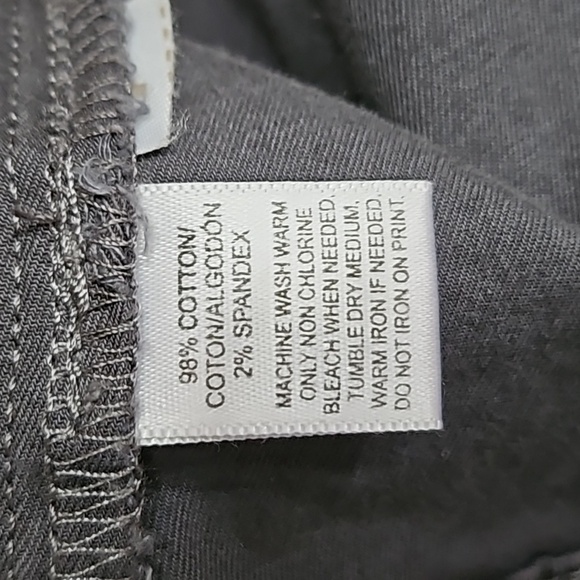 98% COTTON/
COTON/ALGODÓN
2% SPANDEX
MACHINE WASH WARM
ONLY NON CHLORINE
BLEACH WHEN NEEDED.
TUMBLE DRY MEDIUM.
WARM IRON IF NEEDED.
DO NOT IRON ON PRINT.